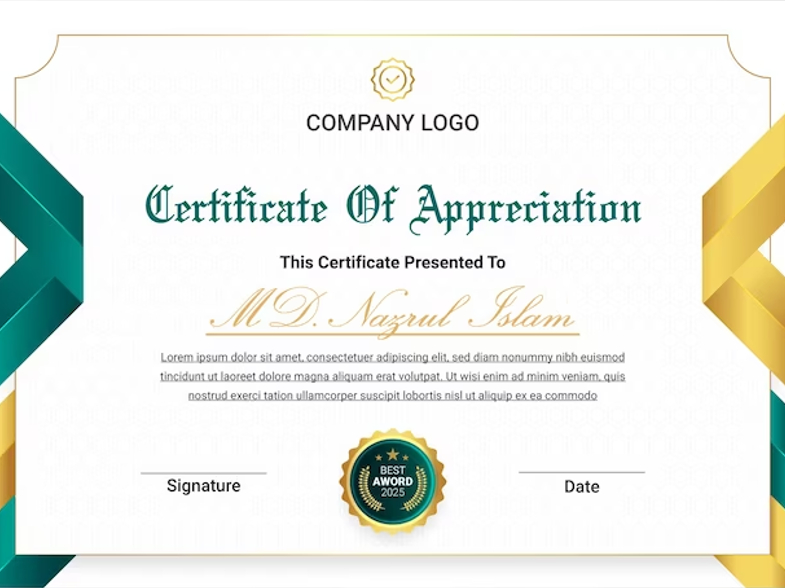 COMPANY LOGO
Certificate Of Appreciation
This Certificate Presented To
MD. Nazrul Islam
Lorem ipsum dolor sit amet, consectetuer adipiscing elit, sed diam nonummy nibh euismod
tincidunt ut laoreet dolore magna aliquam erat volutpat. Ut wisi enim ad minim veniam, quis
nostrud exerci tation ullamcorper suscipit lobortis nisl ut aliquip ex ea commodo
BEST
AWORD
2025
Signature
Date